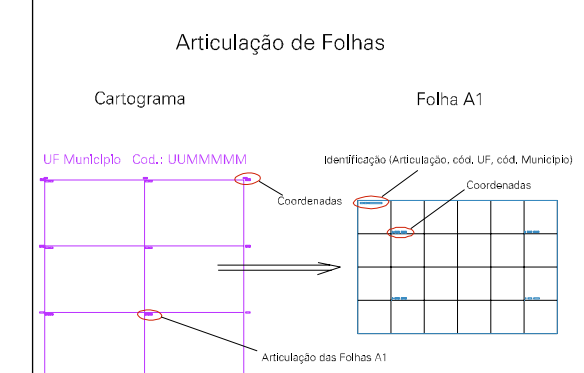 Articulação de Folhas
Cartograma
Folha A1
UF Município Cod.: UUMMMMM
Identificação (Articulação, cód. UF, cód. Município)
Coordenadas
Coordenadas
Articulação das Folhas A1